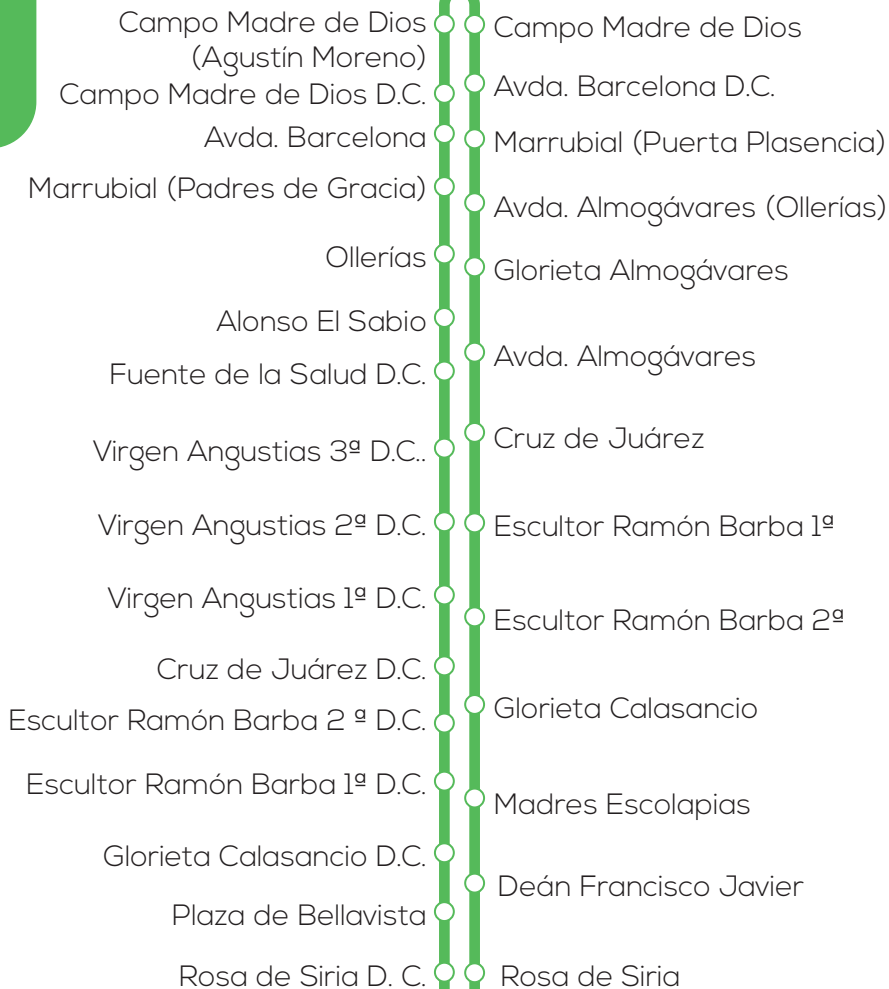 Campo Madre de Dios
(Agustín Moreno)
Campo Madre de Dios D.C.
Avda. Barcelona
Marrubial (Padres de Gracia)
Ollerías
Alonso El Sabio
Fuente de la Salud D.C.
Virgen Angustias 3ª D.C..
Virgen Angustias 2ª D.C.
Virgen Angustias 1ª D.C.
Cruz de Juárez D.C.
Escultor Ramón Barba 2 ª D.C.
Escultor Ramón Barba 1ª D.C.
Glorieta Calasancio D.C.
Plaza de Bellavista
Rosa de Siria D. C.
Campo Madre de Dios
Avda. Barcelona D.C.
Marrubial (Puerta Plasencia)
Avda. Almogávares (Ollerías)
Glorieta Almogávares
Avda. Almogávares
Cruz de Juárez
Escultor Ramón Barba 1ª
Escultor Ramón Barba 2ª
Glorieta Calasancio
Madres Escolapias
Deán Francisco Javier
Rosa de Siria